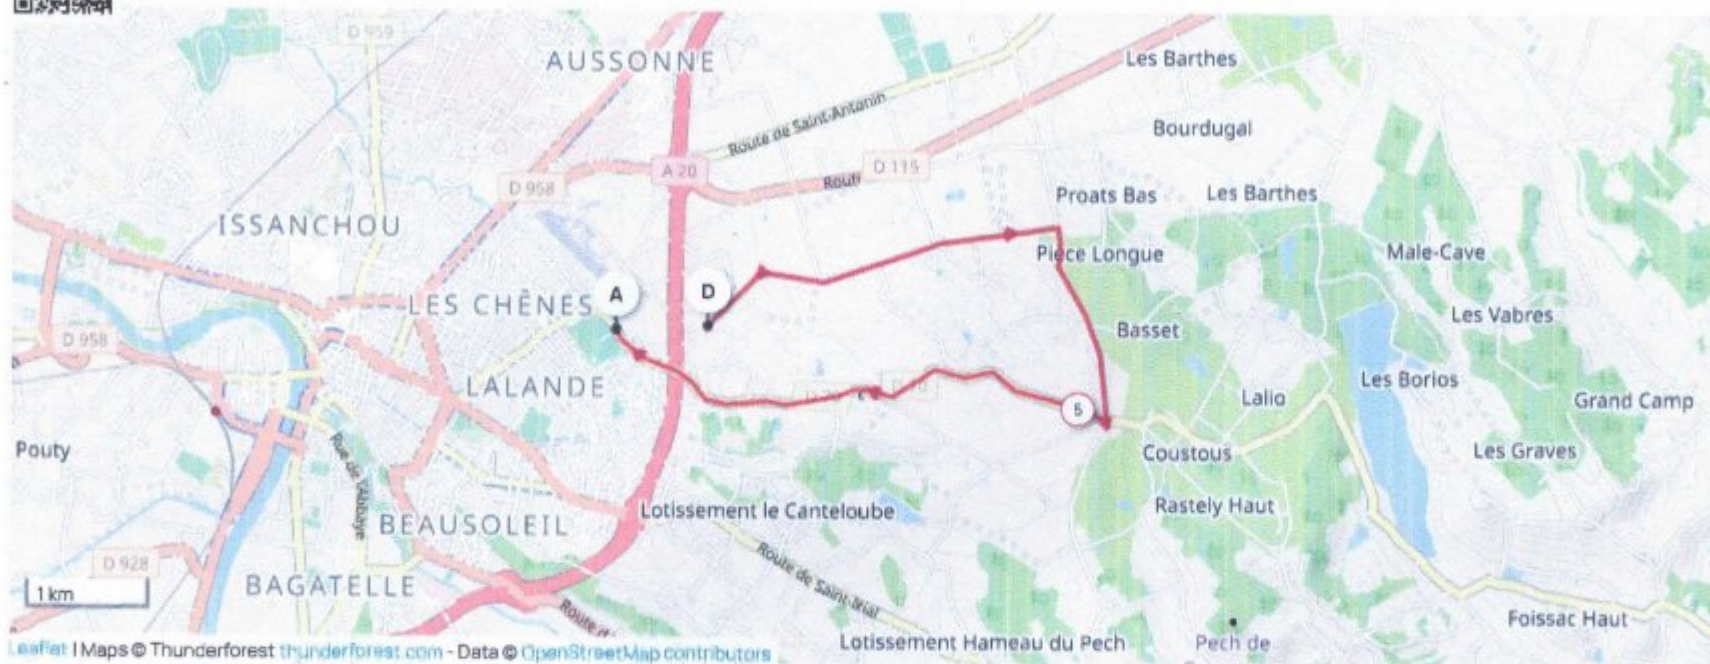 D 959
AUSSONNE
Les Barthes
Route de Saint-Antonin
Bourdugal
A 20
D 115
Route
D 958
Proats Bas
Les Barthes
ISSANCHOU
Pièce Longue
Male-Cave
A
D
LES CHÊNES
Les Vabres
Basset
D 958
LALANDE
Les Borios
Lalio
Grand Camp
5
Pouty
Rue de l'Abbaye
Coustous
Les Graves
Lotissement le Canteloube
Rastely Haut
BEAUSOLEIL
D 928
Route de Saint-Nial
BAGATELLE
1 km
Route d
Foissac Haut
Lotissement Hameau du Pech
Pech de
Leaflet | Maps © Thunderforest thunderforest.com - Data © OpenStreetMap contributors